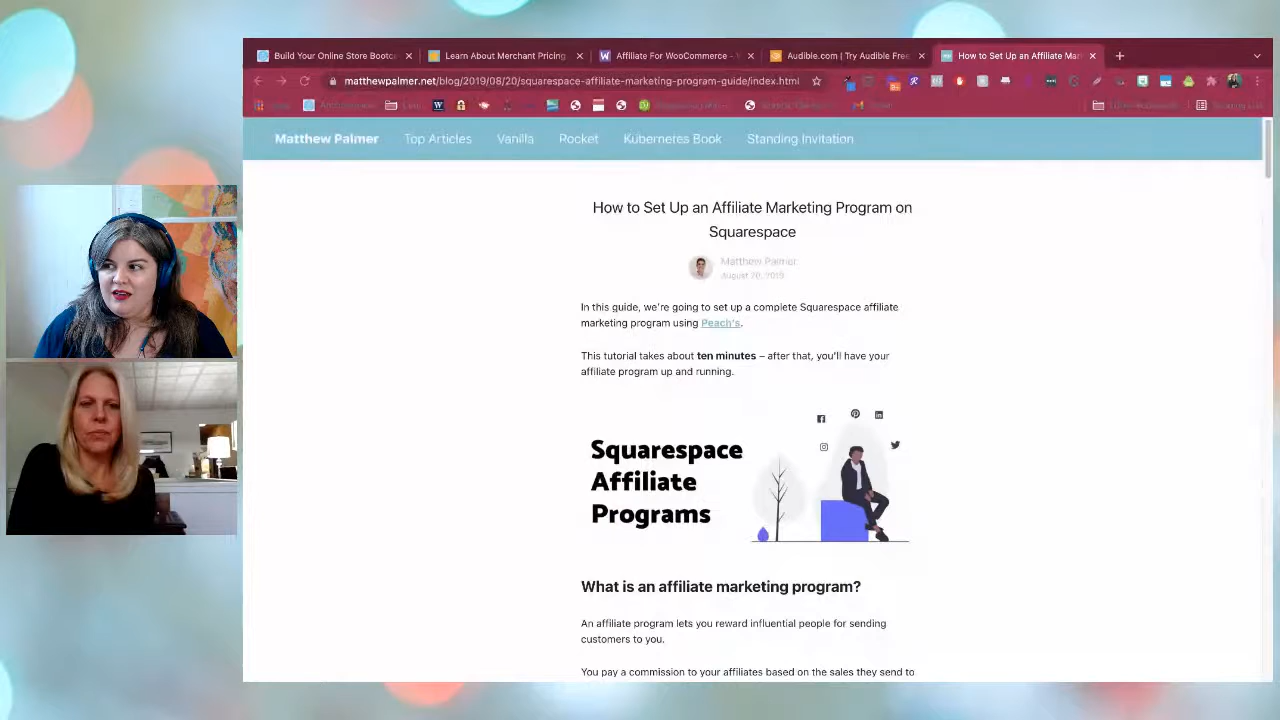 Build Your Online Store Bootc
Learn About Merchant Pricing
Affiliate For WooCommerce -
Audible.com | Try Audible Free
How to Set Up an Affiliate Mar
matthewpalmer.net/blog/2019/08/20/squarespace-affiliate-marketing-program-guide/index.html
Matthew Palmer Top Articles Vanilla Rocket Kubernetes Book Standing Invitation
How to Set Up an Affiliate Marketing Program on
Squarespace
Matthew Palmer
August 20, 2019
In this guide, we're going to set up a complete Squarespace affiliate
marketing program using Peach's.
This tutorial takes about ten minutes – after that, you'll have your
affiliate program up and running.
Squarespace
Affiliate
Programs
What is an affiliate marketing program?
An affiliate program lets you reward influential people for sending
customers to you.
You pay a commission to your affiliates based on the sales they send to